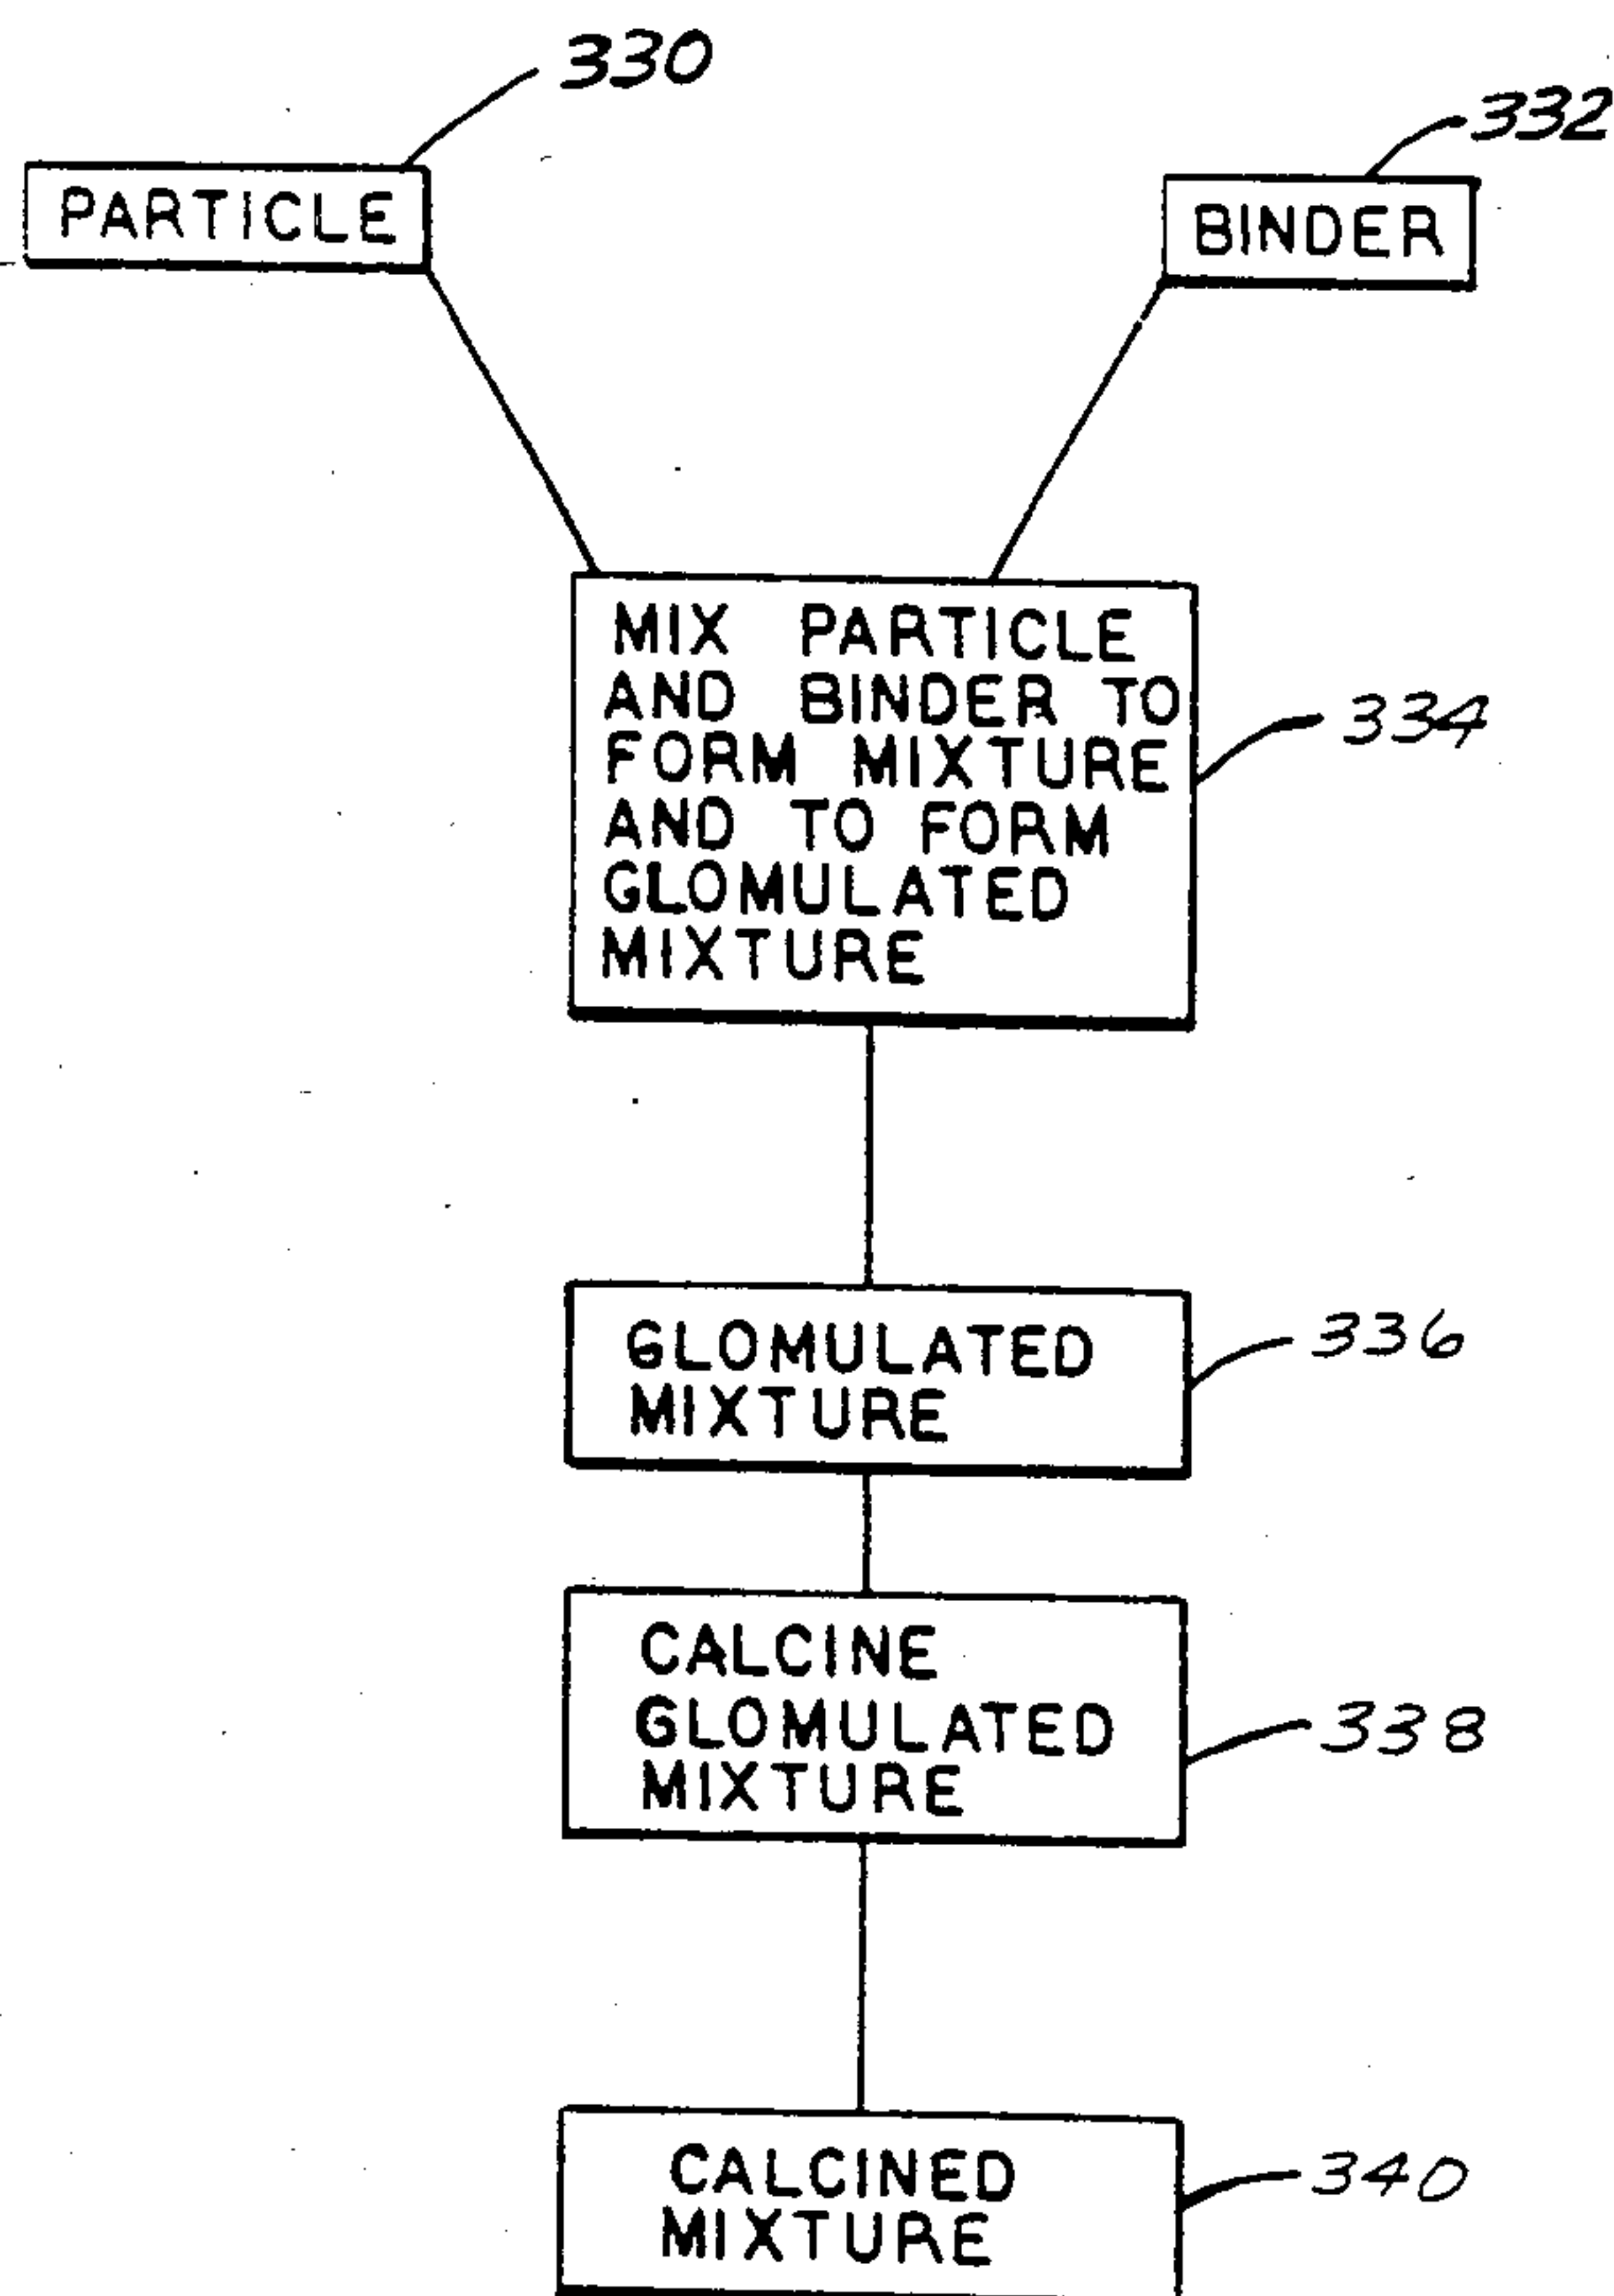 330
332
PARTICLE
BINDER
MIX PARTICLE
AND BINDER TO
FORM MIXTURE
AND TO FORM
GLOMULATED
MIXTURE
334
GLOMULATED
MIXTURE
336
CALCINE
GLOMULATED
MIXTURE
338
CALCINED
MIXTURE
340